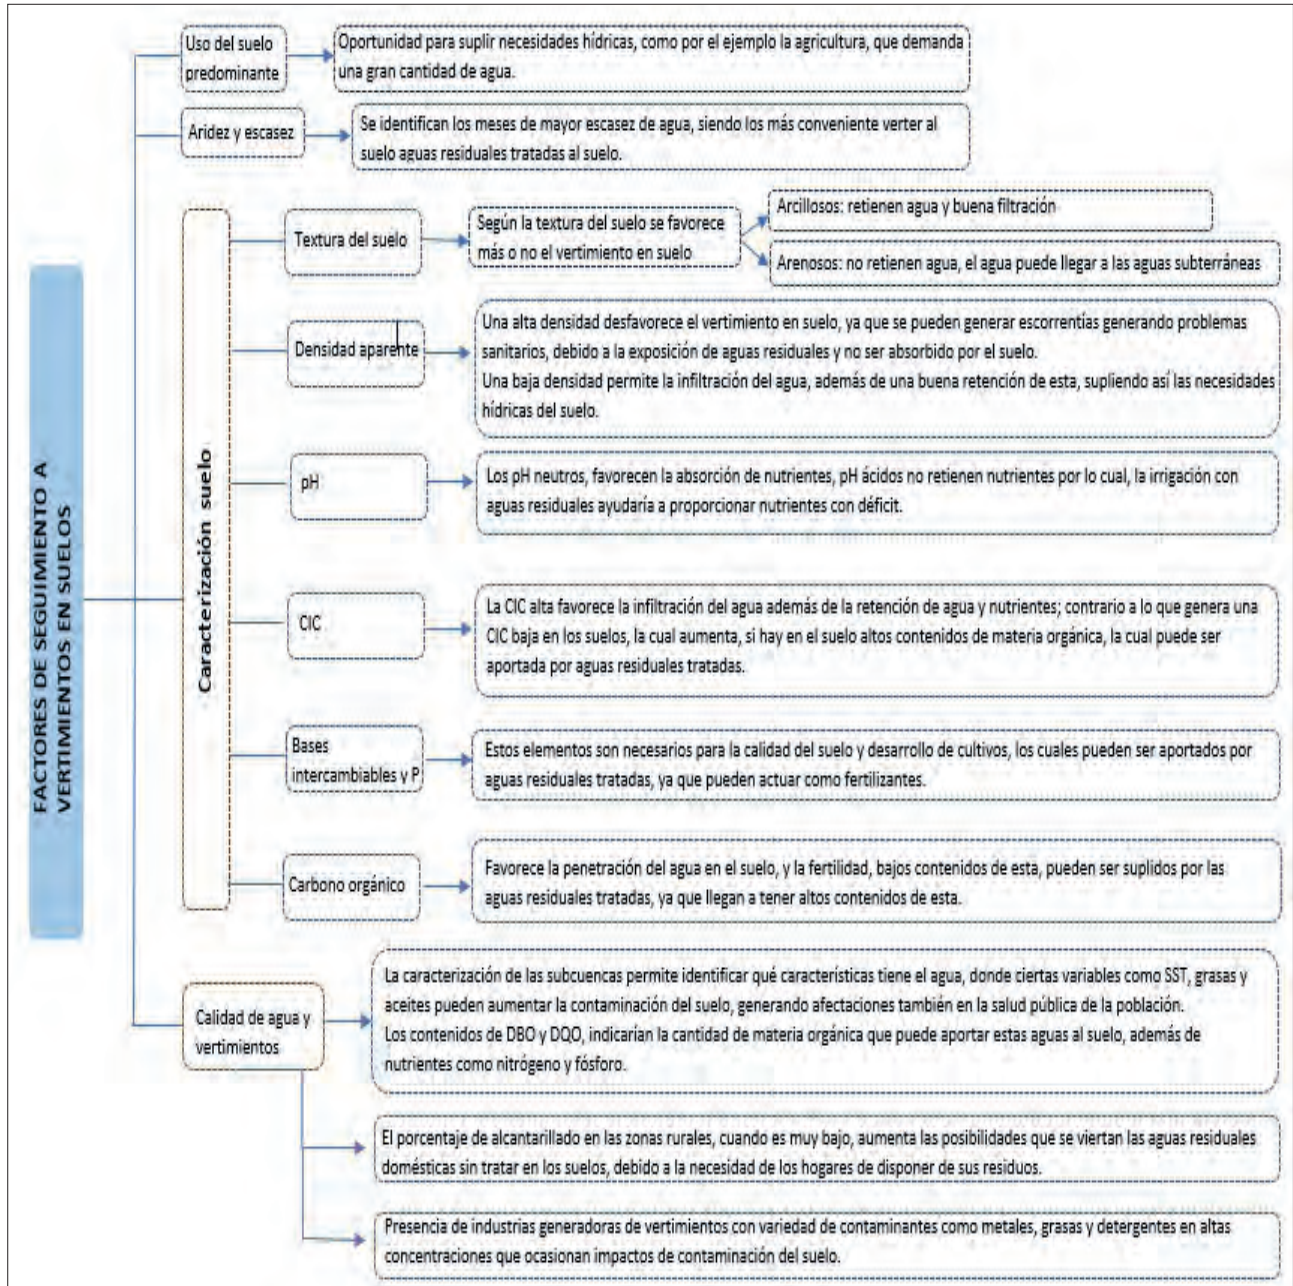 FACTORES DE SEGUIMIENTO A
VERTIMIENTOS EN SUELOS
Uso del suelo
predominante
Oportunidad para suplir necesidades hídricas, como por ejemplo la agricultura, que demanda
una gran cantidad de agua.
Aridez y escasez
Se identifican los meses de mayor escasez de agua, siendo los más conveniente verter al
suelo aguas residuales tratadas al suelo.
Caracterización suelo
Textura del suelo
Según la textura del suelo se favorece
más o no el vertimiento en suelo
Arcillosos: retienen agua y buena filtración
Arenosos: no retienen agua, el agua puede llegar a las aguas subterráneas
Densidad aparente
Una alta densidad desfavorece el vertimiento en suelo, ya que se pueden generar escorrentías generando problemas
sanitarios, debido a la exposición de aguas residuales y no ser absorbido por el suelo.
Una baja densidad permite la infiltración del agua, además de una buena retención de esta, supliendo así las necesidades
hídricas del suelo.
pH
Los pH neutros, favorecen la absorción de nutrientes, pH ácidos no retienen nutrientes por lo cual, la irrigación con
aguas residuales ayudaría a proporcionar nutrientes con déficit.
CIC
La CIC alta favorece la infiltración del agua además de la retención de agua y nutrientes; contrario a lo que genera una
CIC baja en los suelos, la cual aumenta, si hay en el suelo altos contenidos de materia orgánica, la cual puede ser
aportada por aguas residuales tratadas.
Bases
intercambiables y P
Estos elementos son necesarios para la calidad del suelo y desarrollo de cultivos, los cuales pueden ser aportados por
aguas residuales tratadas, ya que pueden actuar como fertilizantes.
Carbono orgánico
Favorece la penetración del agua en el suelo, y la fertilidad, bajos contenidos de esta, pueden ser suplidos por las
aguas residuales tratadas, ya que llegan a tener altos contenidos de esta.
Calidad de agua y
vertimientos
La caracterización de las subcuencas permite identificar qué características tiene el agua, donde ciertas variables como SST, grasas y
aceites pueden aumentar la contaminación del suelo, generando afectaciones también en la salud pública de la población.
Los contenidos de DBO y DQO, indicarían la cantidad de materia orgánica que puede aportar estas aguas al suelo, además de
nutrientes como nitrógeno y fósforo.
El porcentaje de alcantarillado en las zonas rurales, cuando es muy bajo, aumenta las posibilidades que se viertan las aguas residuales
domésticas sin tratar en los suelos, debido a la necesidad de los hogares de disponer de sus residuos.
Presencia de industrias generadoras de vertimientos con variedad de contaminantes como metales, grasas y detergentes en altas
concentraciones que ocasionan impactos de contaminación del suelo.